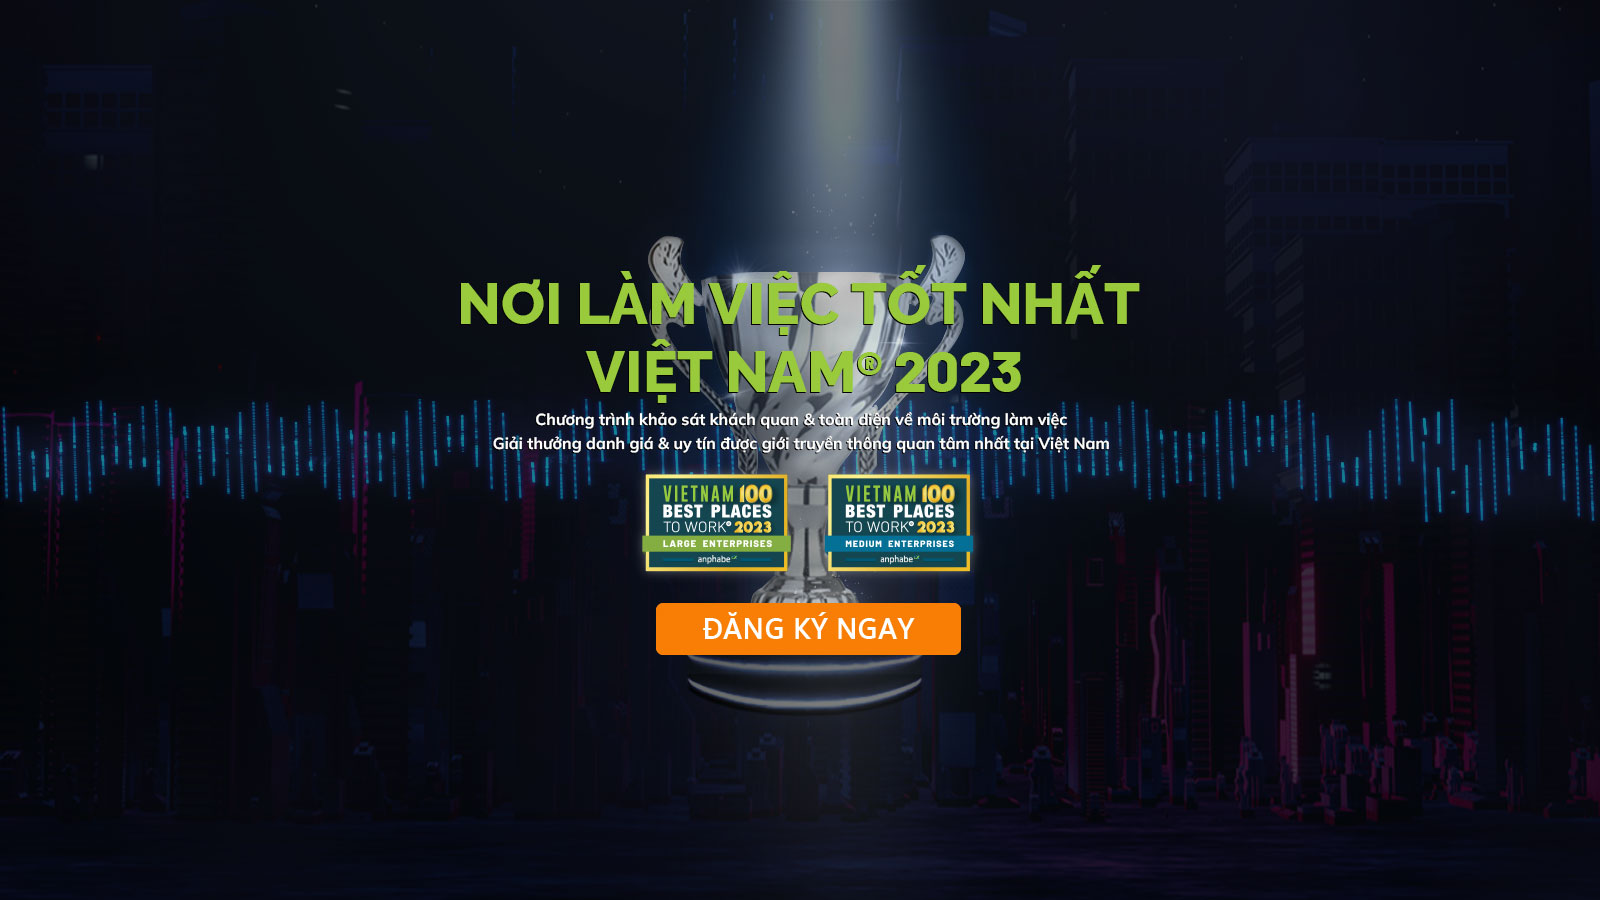 NƠI LÀM VIỆC TỐT NHẤT
VIỆT NAM® 2023
Chương trình khảo sát khách quan & toàn diện về môi trường làm việc
Giải thưởng danh giá & uy tín được giới truyền thông quan tâm nhất tại Việt Nam
VIETNAM 100
BEST PLACES
TO WORK® 2023
LARGE ENTERPRISES
anphabe
VIETNAM 100
BEST PLACES
TO WORK® 2023
MEDIUM ENTERPRISES
anphabe
ĐĂNG KÝ NGAY